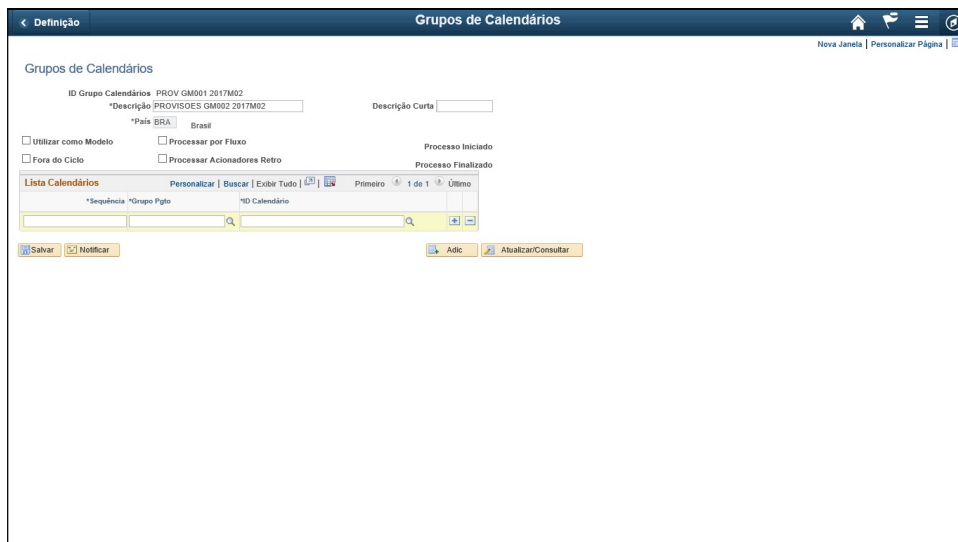 Definição
Grupos de Calendários
Nova Janela | Personalizar Página |
Grupos de Calendários
ID Grupo Calendários PROV GM001 2017M02
*Descrição PROVISOES GM002 2017M02 Descrição Curta
*País BRA Brasil
Utilizar como Modelo Processar por Fluxo Processo Iniciado
Fora do Ciclo Processar Acionadores Retro Processo Finalizado
Lista Calendários Personalizar | Buscar | Exibir Tudo | | Primeiro 1 de 1 Último
*Sequência *Grupo Pgto *ID Calendário
Salvar Notificar Adic Atualizar/Consultar